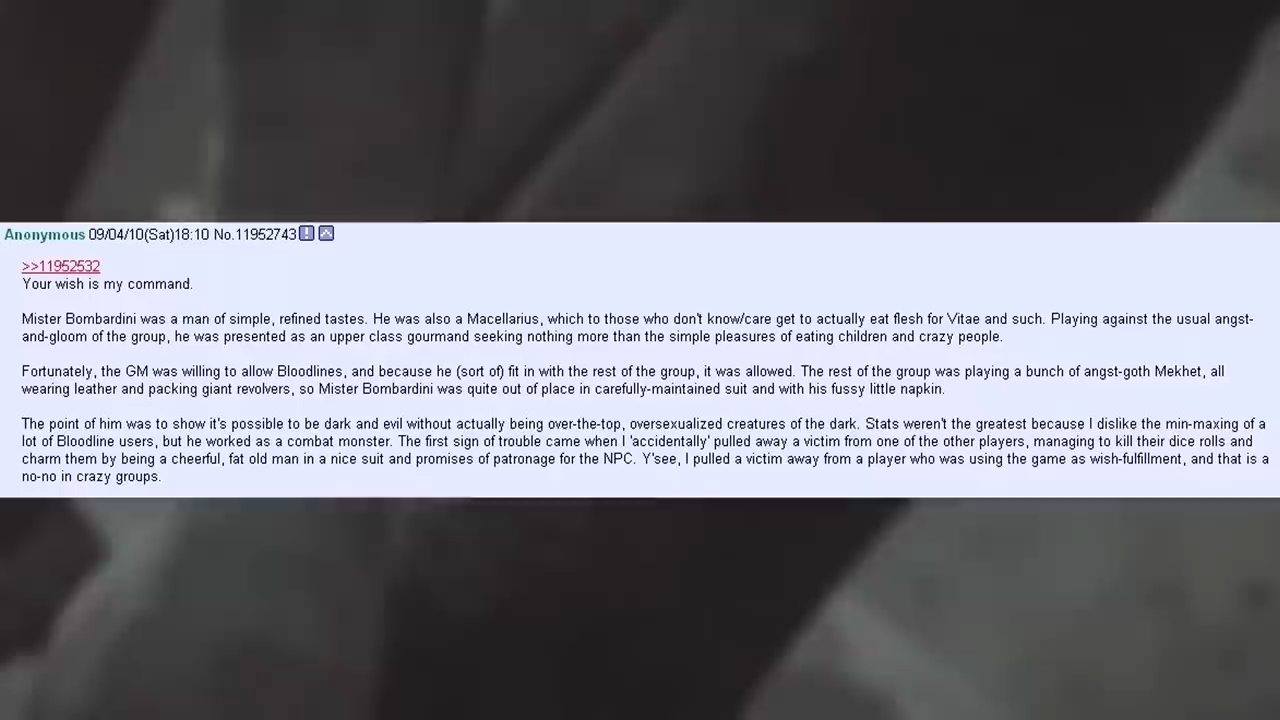 Anonymous 09/04/10(Sat)18:10 No.11952743
>>11952532
Your wish is my command.
Mister Bombardini was a man of simple, refined tastes. He was also a Macellarius, which to those who don't know/care get to actually eat flesh for Vitae and such. Playing against the usual angst-
and-gloom of the group, he was presented as an upper class gourmand seeking nothing more than the simple pleasures of eating children and crazy people.
Fortunately, the GM was willing to allow Bloodlines, and because he (sort of) fit in with the rest of the group, it was allowed. The rest of the group was playing a bunch of angst-goth Mekhet, all
wearing leather and packing giant revolvers, so Mister Bombardini was quite out of place in carefully-maintained suit and with his fussy little napkin.
The point of him was to show it's possible to be dark and evil without actually being over-the-top, oversexualized creatures of the dark. Stats weren't the greatest because I dislike the min-maxing of a
lot of Bloodline users, but he worked as a combat monster. The first sign of trouble came when I 'accidentally' pulled away a victim from one of the other players, managing to kill their dice rolls and
charm them by being a cheerful, fat old man in a nice suit and promises of patronage for the NPC. Y'see, I pulled a victim away from a player who was using the game as wish-fulfillment, and that is a
no-no in crazy groups.